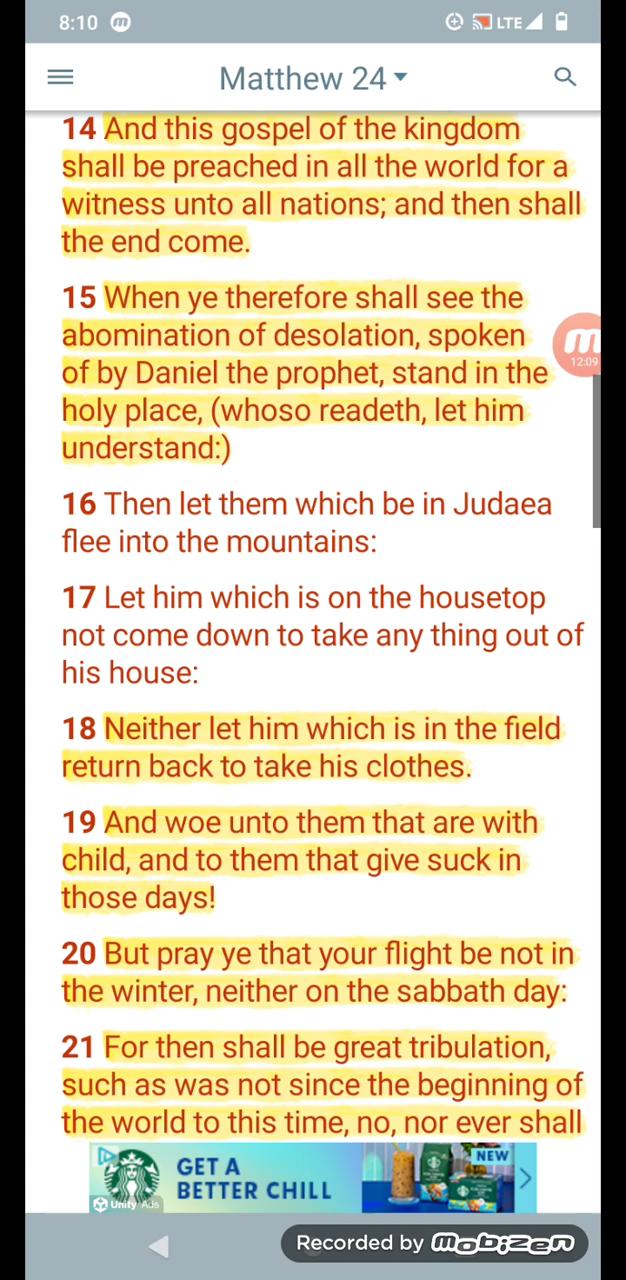 8:10 m LTE
Matthew 24
14 And this gospel of the kingdom
shall be preached in all the world for a
witness unto all nations; and then shall
the end come.
15 When ye therefore shall see the
abomination of desolation, spoken
of by Daniel the prophet, stand in the
holy place, (whoso readeth, let him
understand:)
m
12:09
16 Then let them which be in Judaea
flee into the mountains:
17 Let him which is on the housetop
not come down to take any thing out of
his house:
18 Neither let him which is in the field
return back to take his clothes.
19 And woe unto them that are with
child, and to them that give suck in
those days!
20 But pray ye that your flight be not in
the winter, neither on the sabbath day:
21 For then shall be great tribulation,
such as was not since the beginning of
the world to this time, no, nor ever shall
GET A
BETTER CHILL
NEW
Unity Ads
Recorded by mobizen